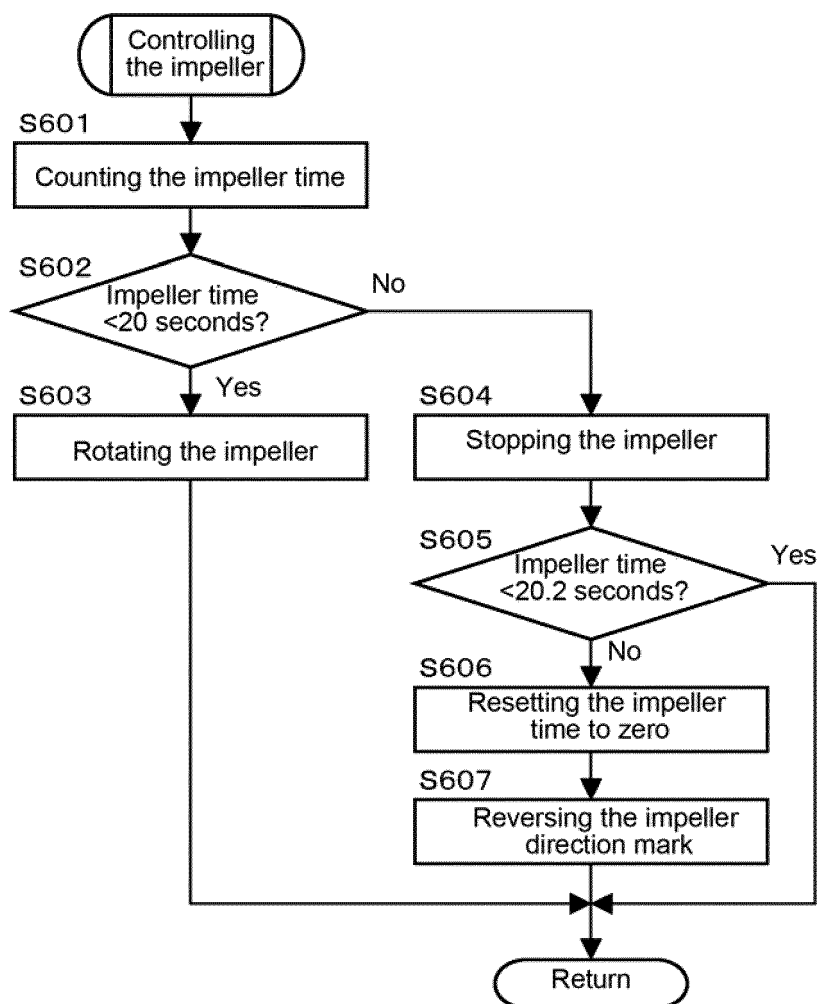 Controlling
the impeller
S601
Counting the impeller time
S602
Impeller time
<20 seconds?
No
Yes
S603
Rotating the impeller
S604
Stopping the impeller
S605
Impeller time
<20.2 seconds?
Yes
No
S606
Resetting the impeller
time to zero
S607
Reversing the impeller
direction mark
Return